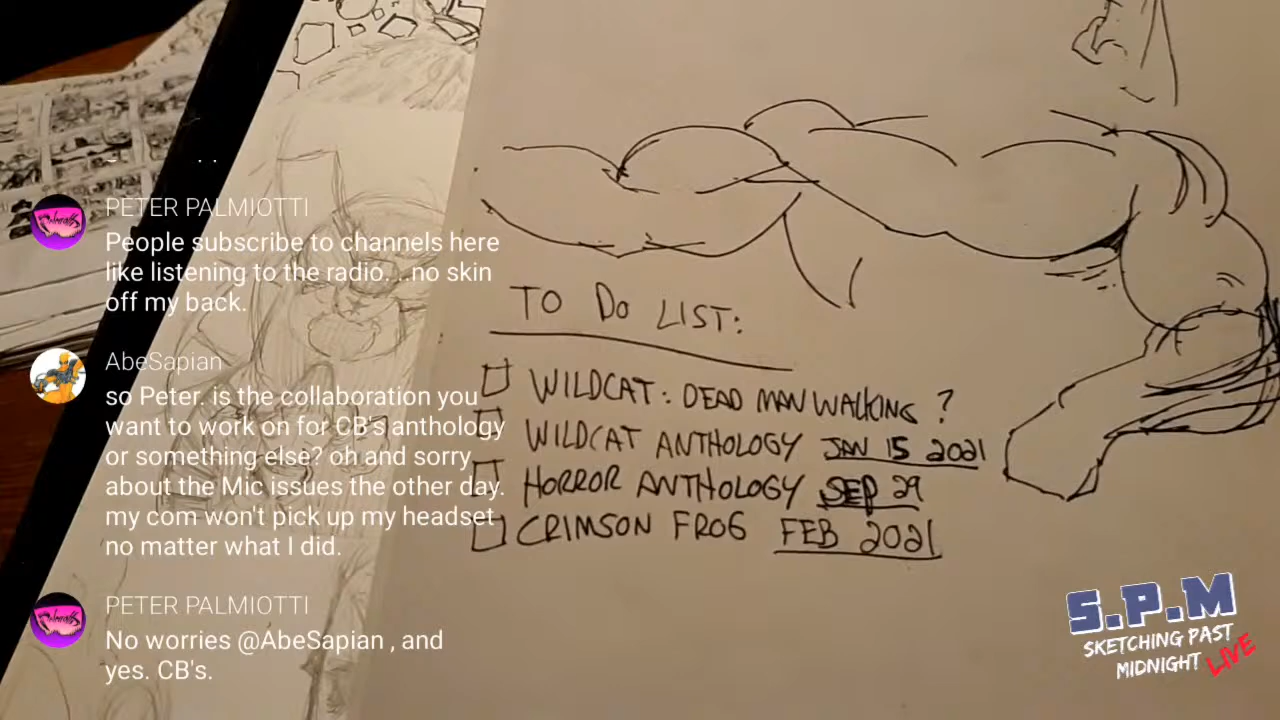 PETER PALMIOTTI
People subscribe to channels here
like listening to the radio....no skin
off my back.
AbeSapian
so Peter. is the collaboration you
want to work on for CB's anthology
or something else? oh and sorry
about the Mic issues the other day.
my com won't pick up my headset
no matter what I did.
PETER PALMIOTTI
No worries @AbeSapian , and
yes. CB's.
TO DO LIST:
WILDCAT: DEAD MAN WALKING ?
WILDCAT ANTHOLOGY JAN 15 2021
HORROR ANTHOLOGY SEP 29
CRIMSON FROG FEB 2021
S.P.M
SKETCHING PAST
MIDNIGHT LIVE